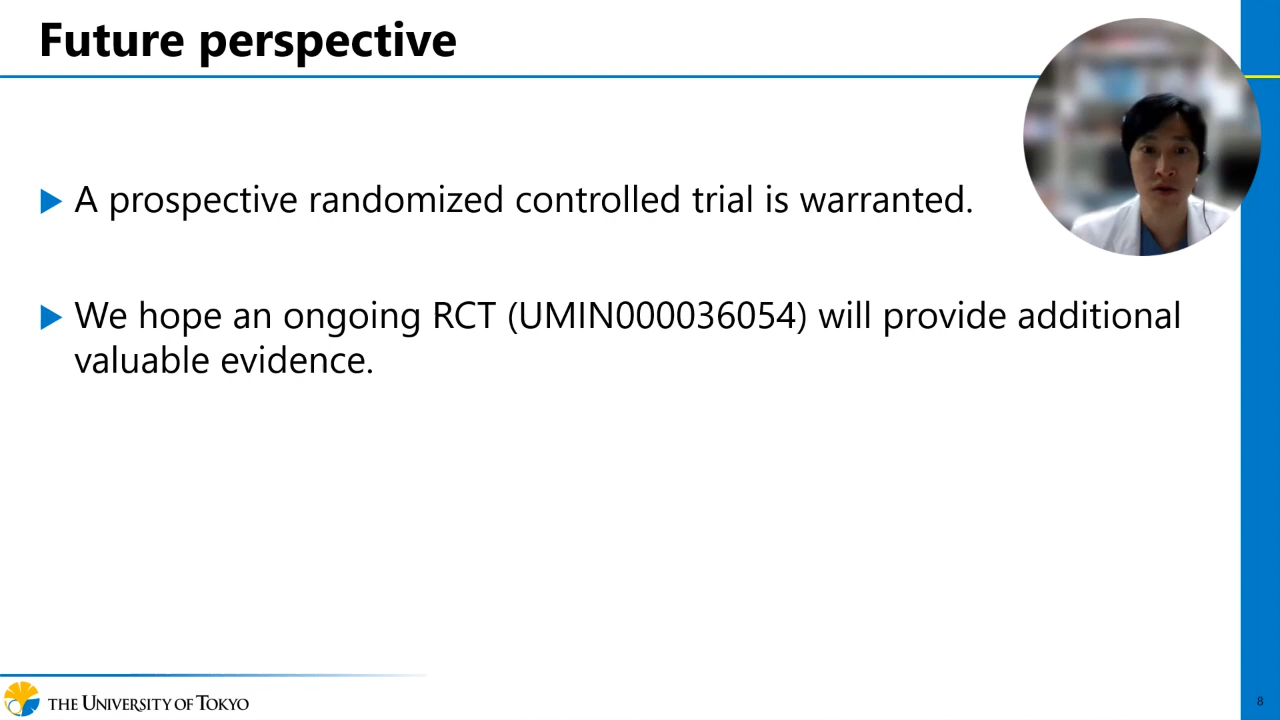 Future perspective
A prospective randomized controlled trial is warranted.
We hope an ongoing RCT (UMIN000036054) will provide additional
valuable evidence.
THE UNIVERSITY OF TOKYO
8